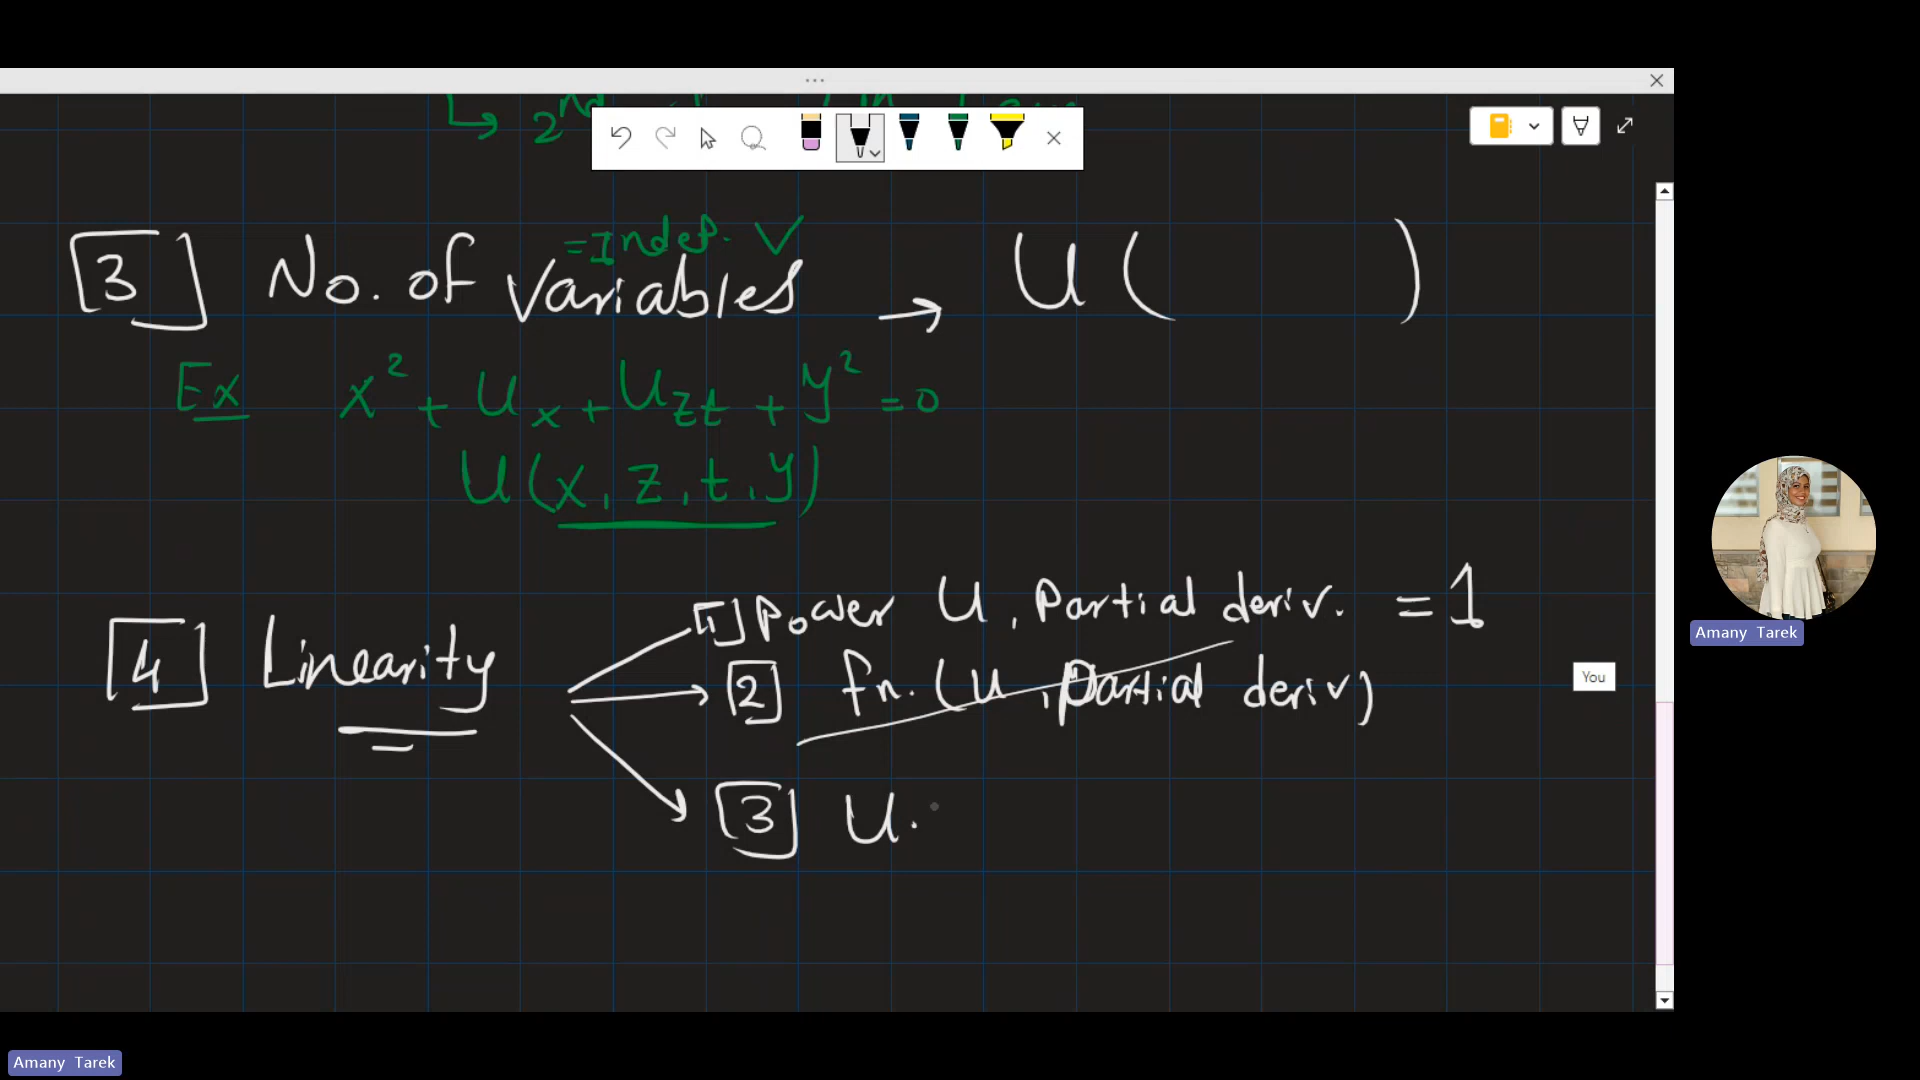 2nd
= Indep. V
[3] No. of Variables → U ( )
Ex x² + Ux + Uzt + y² = 0
U (x, z, t, y)
[4] Linearity
[1] Power U, Partial deriv. = 1
[2] fn. (U, Partial deriv)
[3] U.
You
Amany Tarek
Amany Tarek